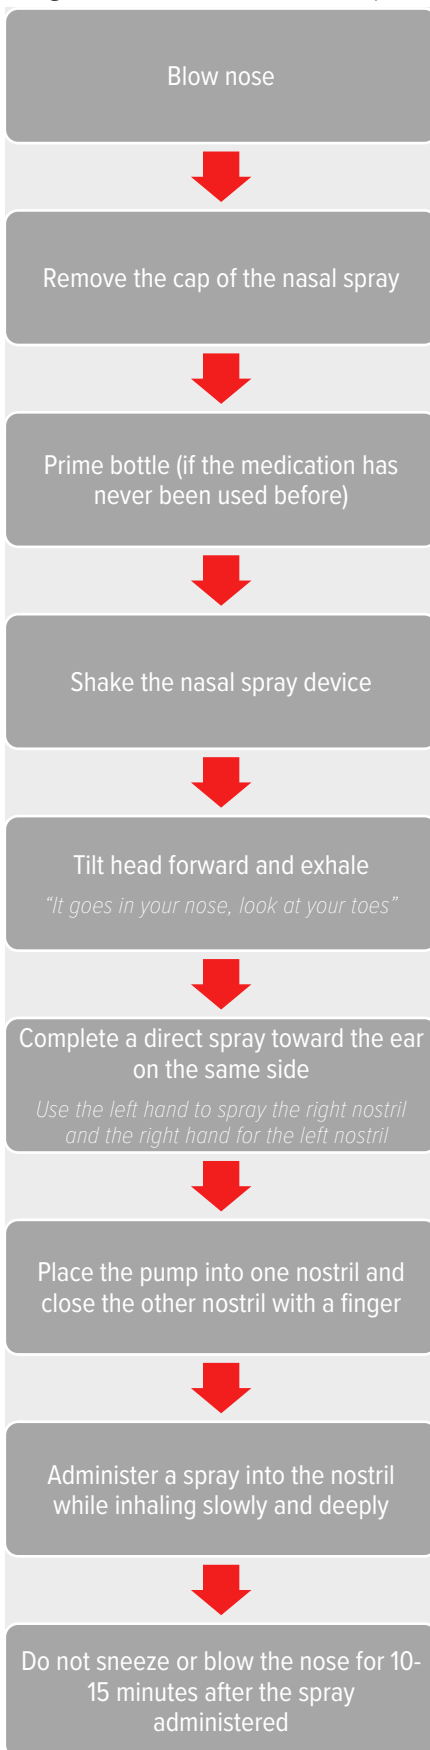 Blow nose
Remove the cap of the nasal spray
Prime bottle (if the medication has
never been used before)
Shake the nasal spray device
Tilt head forward and exhale
“It goes in your nose, look at your toes”
Complete a direct spray toward the ear
on the same side
Use the left hand to spray the right nostril
and the right hand for the left nostril
Place the pump into one nostril and
close the other nostril with a finger
Administer a spray into the nostril
while inhaling slowly and deeply
Do not sneeze or blow the nose for 10-
15 minutes after the spray
administered